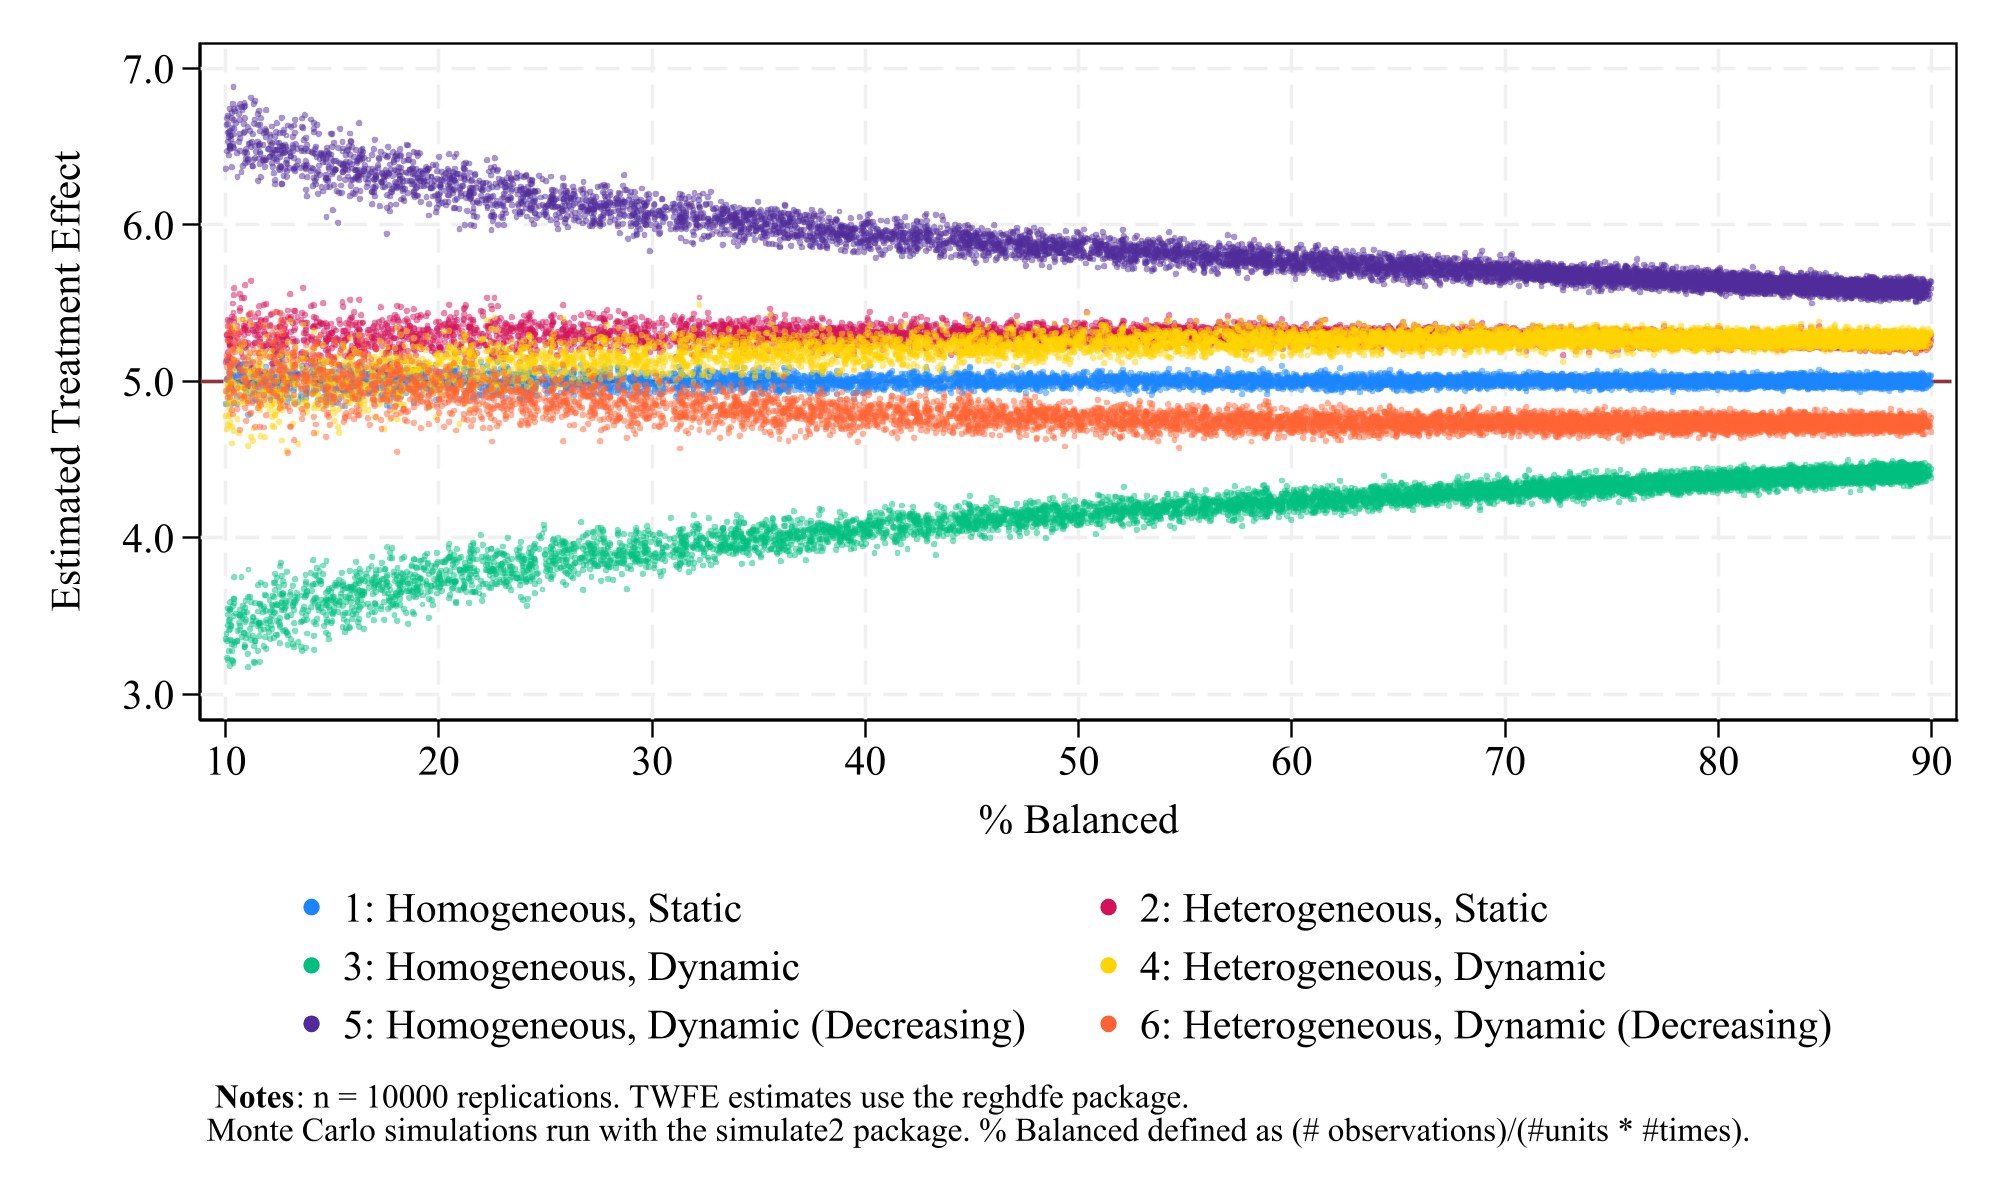 7.0
6.0
5.0
4.0
3.0
Estimated Treatment Effect
10 20 30 40 50 60 70 80 90
% Balanced
1: Homogeneous, Static
2: Heterogeneous, Static
3: Homogeneous, Dynamic
4: Heterogeneous, Dynamic
5: Homogeneous, Dynamic (Decreasing)
6: Heterogeneous, Dynamic (Decreasing)
Notes: n = 10000 replications. TWFE estimates use the reghdfe package.
Monte Carlo simulations run with the simulate2 package. % Balanced defined as (# observations)/(#units * #times).